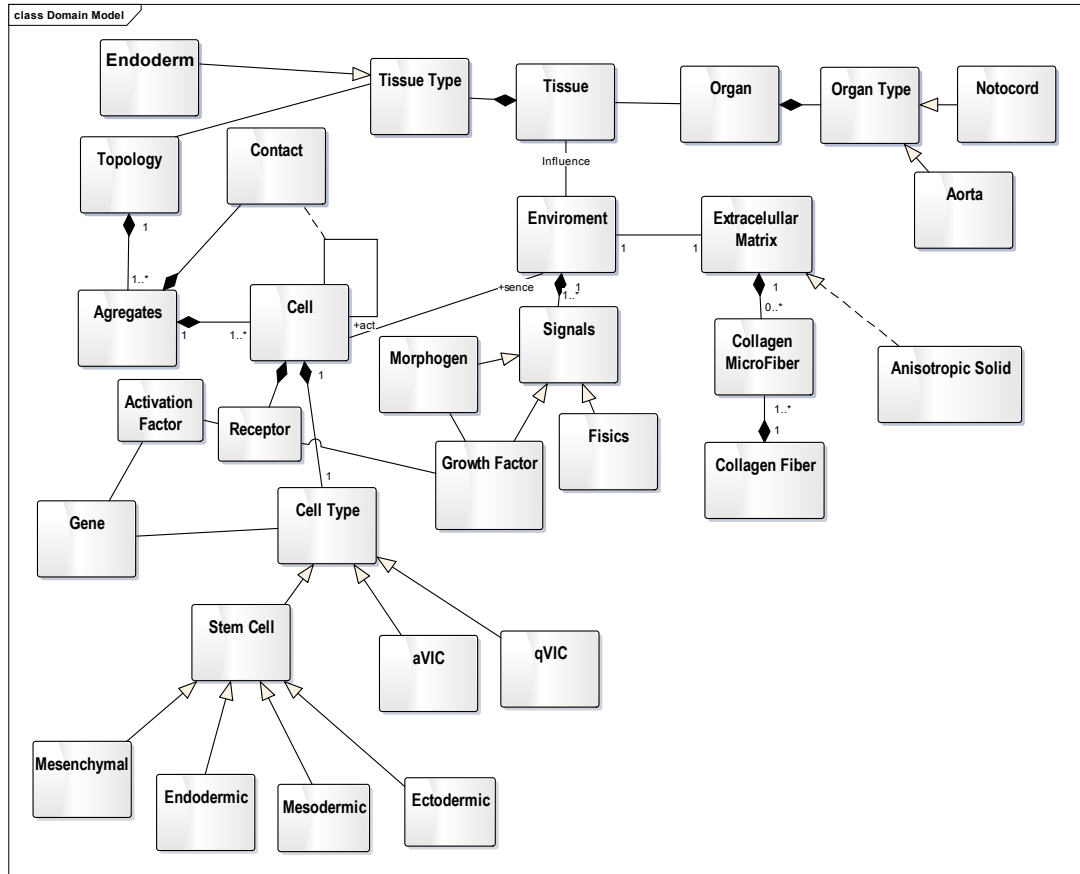 class Domain Model
Endoderm
Tissue Type
Tissue
Organ
Organ Type
Notocord
Topology
Contact
Influence
Aorta
Enviroment
Extracelullar
Matrix
1
1
1
1..*
+sence
1
1..*
1
0..*
Agregates
1
1..*
Cell
+act
Signals
Collagen
MicroFiber
Morphogen
Anisotropic Solid
1
Activation
Factor
Receptor
Fisics
1..*
1
Growth Factor
Collagen Fiber
1
Gene
Cell Type
Stem Cell
aVIC
qVIC
Mesenchymal
Endodermic
Mesodermic
Ectodermic